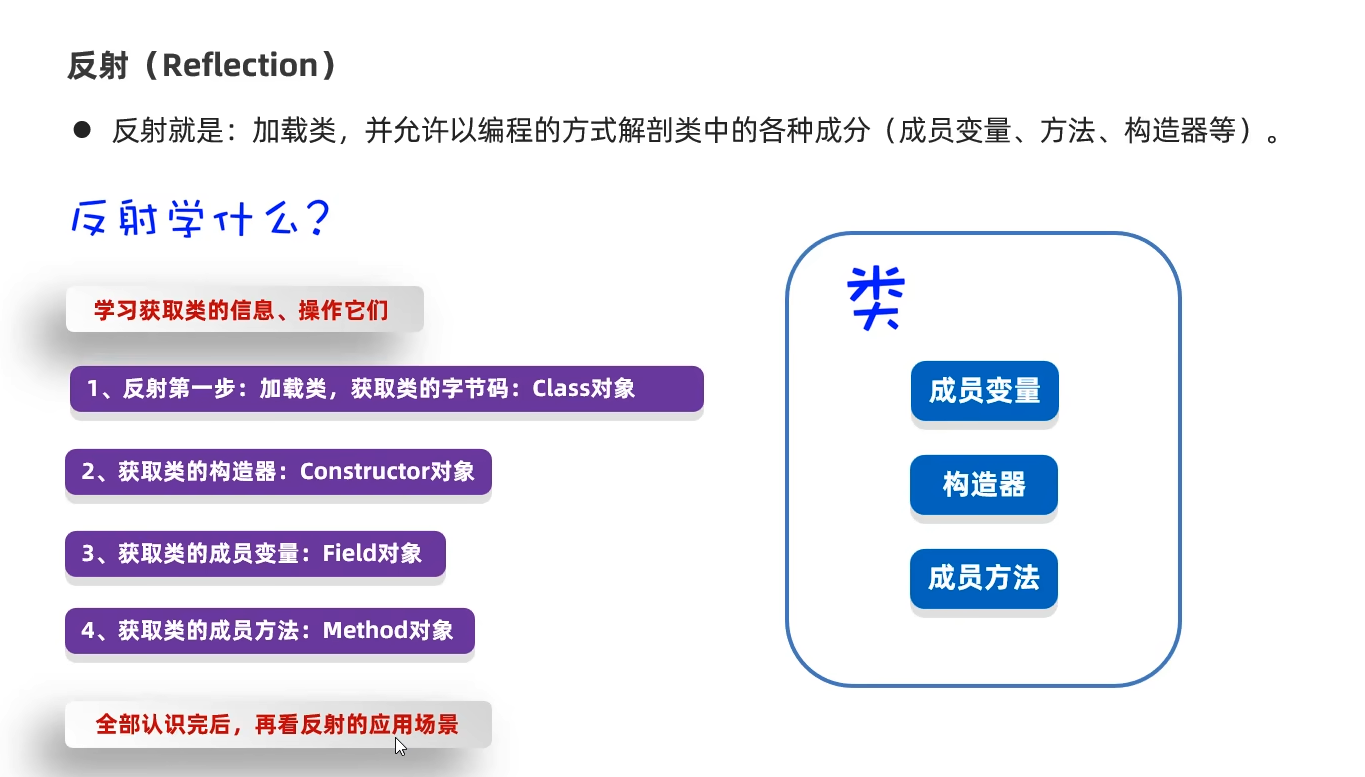 反射（Reflection）
● 反射就是：加载类，并允许以编程的方式解剖类中的各种成分（成员变量、方法、构造器等）。
反射学什么？
学习获取类的信息、操作它们
1、反射第一步：加载类，获取类的字节码：Class对象
2、获取类的构造器：Constructor对象
3、获取类的成员变量：Field对象
4、获取类的成员方法：Method对象
全部认识完后，再看反射的应用场景
类
成员变量
构造器
成员方法